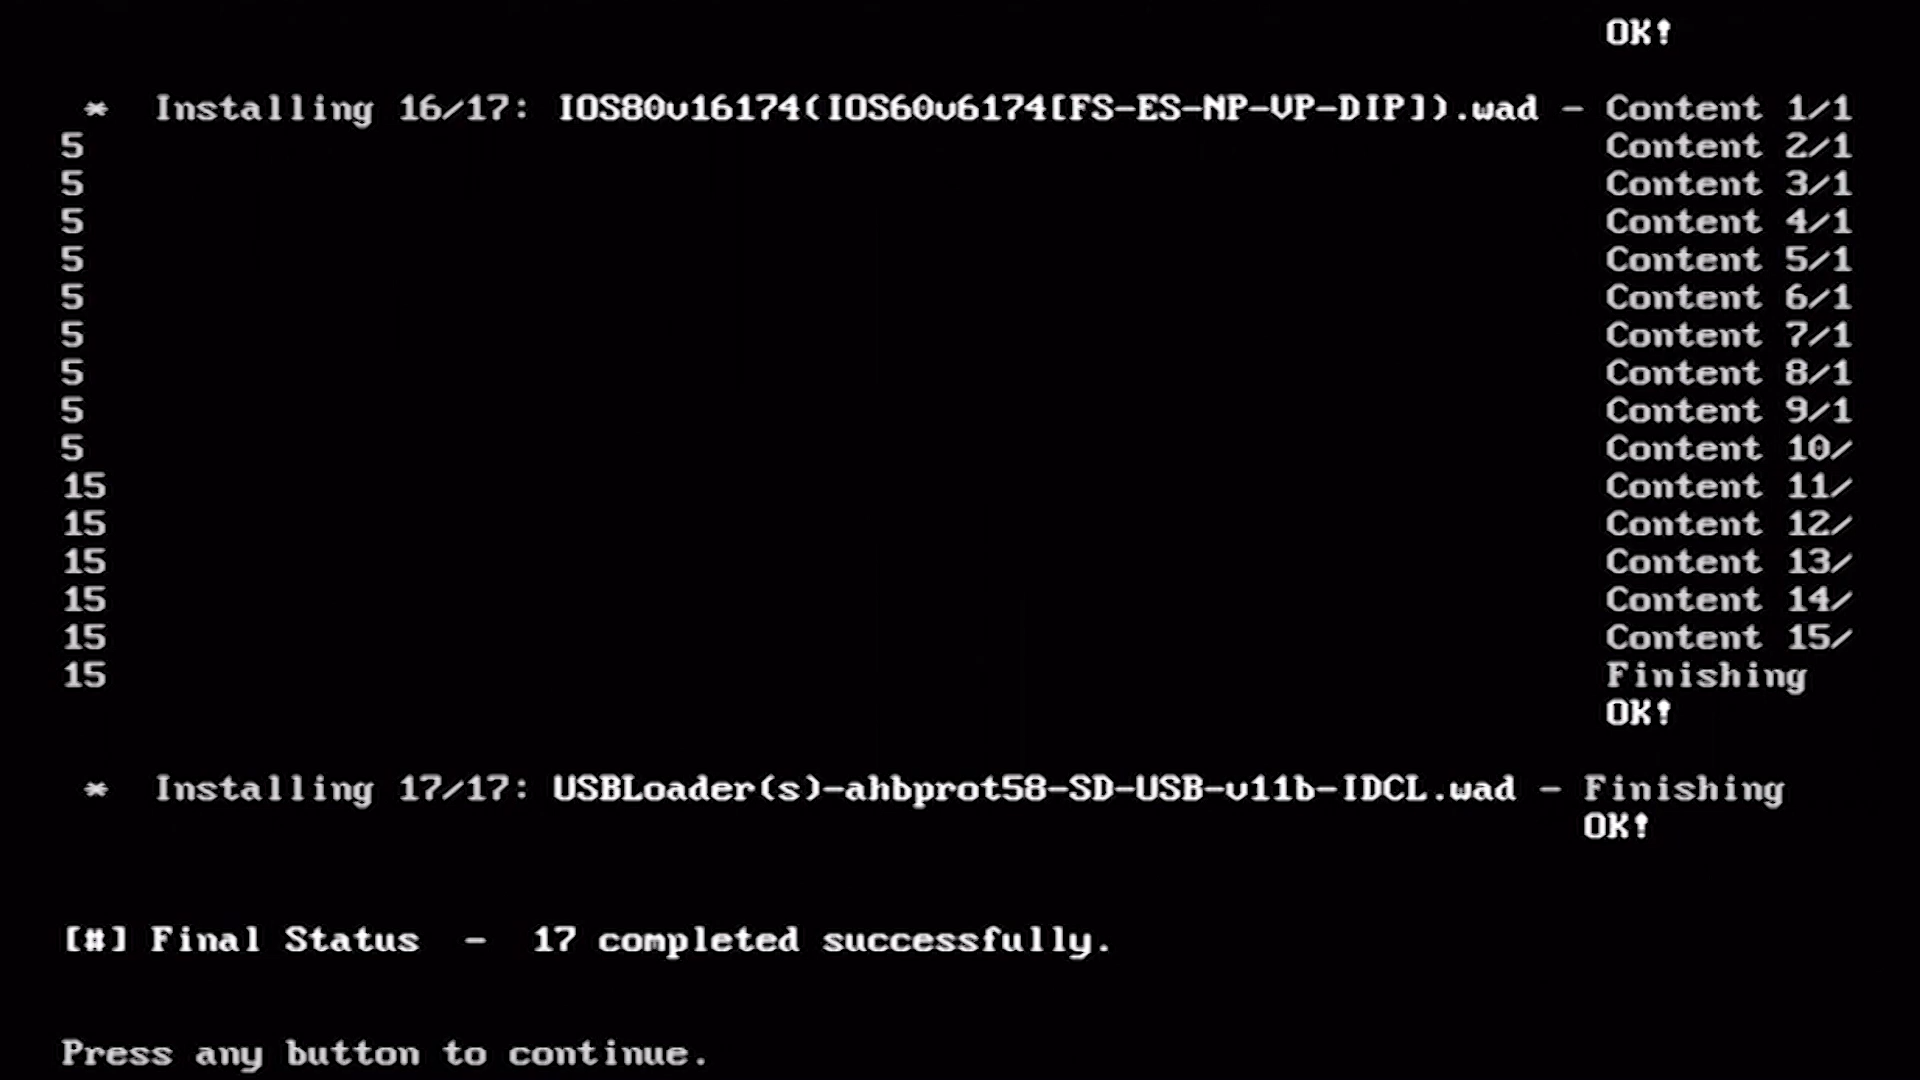 OK!
* Installing 16/17: IOS80v16174(IOS60v6174[FS-ES-NP-VP-DIP]).wad - Content 1/1
5 Content 2/1
5 Content 3/1
5 Content 4/1
5 Content 5/1
5 Content 6/1
5 Content 7/1
5 Content 8/1
5 Content 9/1
5 Content 10/
15 Content 11/
15 Content 12/
15 Content 13/
15 Content 14/
15 Content 15/
15 Finishing
OK!
* Installing 17/17: USBLoader(s)-ahbprot58-SD-USB-v11b-IDCL.wad - Finishing
OK!
[#] Final Status - 17 completed successfully.
Press any button to continue.